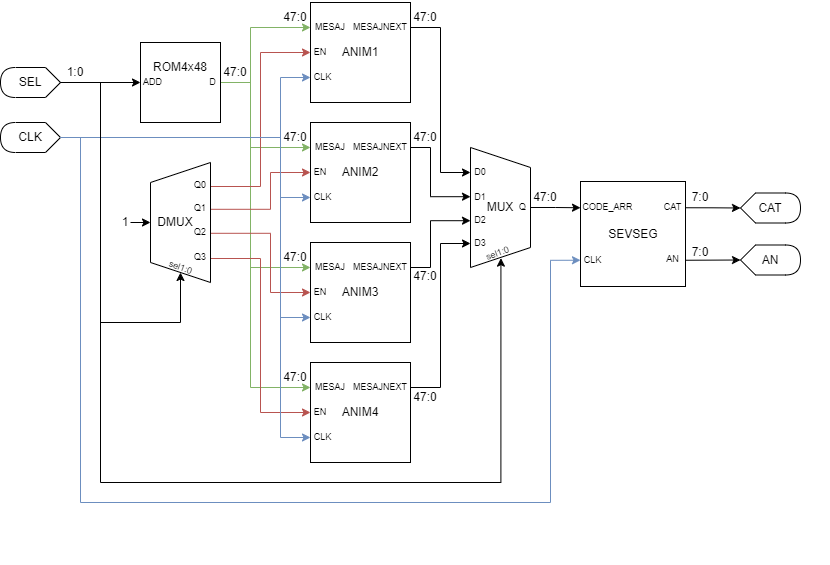 47:0
47:0
MESAJ MESAJNEXT
EN ANIM1
CLK
SEL
1:0
ROM4x48
ADD D
47:0
CLK
47:0
47:0
MESAJ MESAJNEXT
EN ANIM2
CLK
1
DMUX
Q0
Q1
Q2
Q3
sel1:0
D0
D1
D2
D3
MUX Q
sel1:0
47:0
CODE_ARR CAT
SEVSEG
CLK AN
7:0
CAT
7:0
AN
47:0
47:0
MESAJ MESAJNEXT
EN ANIM3
CLK
47:0
47:0
MESAJ MESAJNEXT
EN ANIM4
CLK